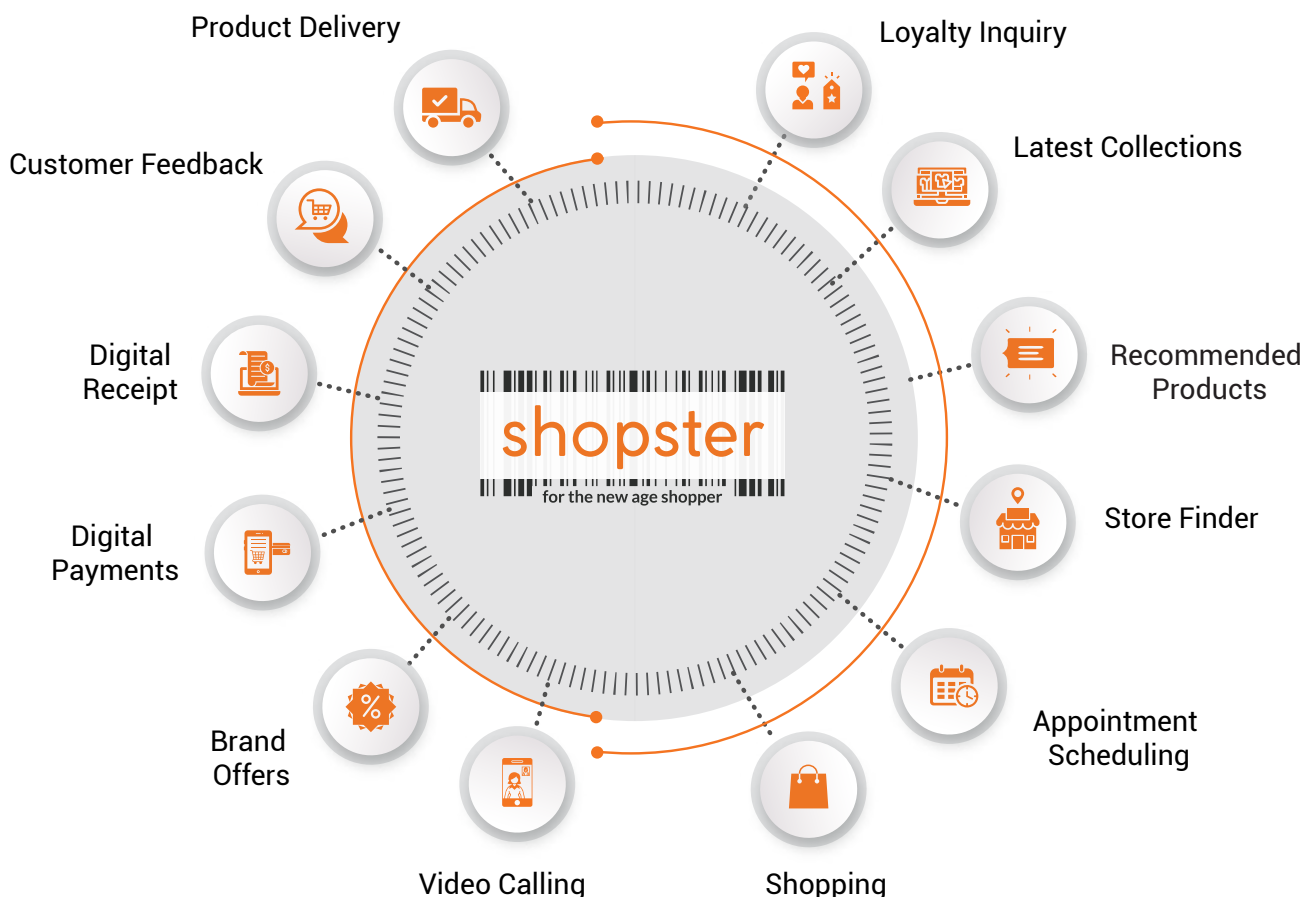 Product Delivery
Loyalty Inquiry
Customer Feedback
Latest Collections
Digital
Receipt
Recommended
Products
shopster
for the new age shopper
Store Finder
Digital
Payments
Appointment
Scheduling
Brand
Offers
Video Calling
Shopping